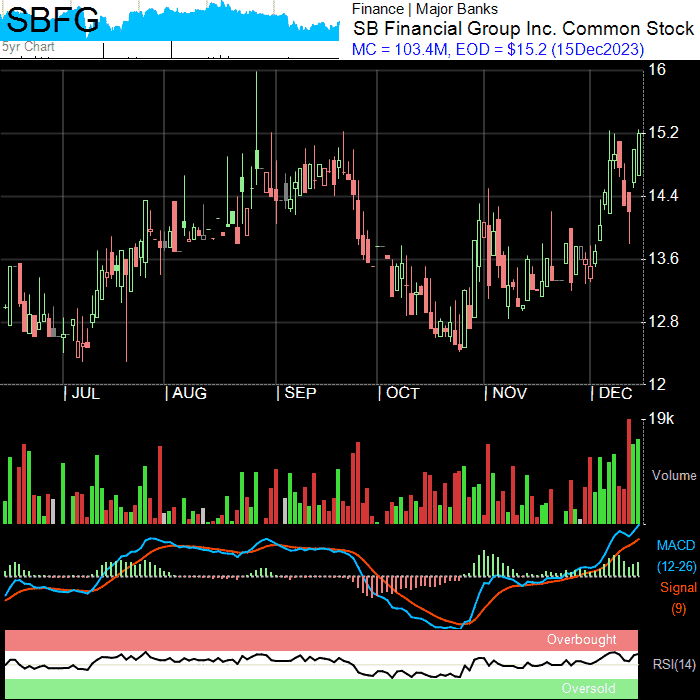 SBFG
5yr Chart
Finance | Major Banks
SB Financial Group Inc. Common Stock
MC = 103.4M, EOD = $15.2 (15Dec2023)
16
15.2
14.4
13.6
12.8
12
| JUL | AUG | SEP | OCT | NOV | DEC
19k
Volume
MACD
(12-26)
Signal
(9)
Overbought
RSI(14)
Oversold